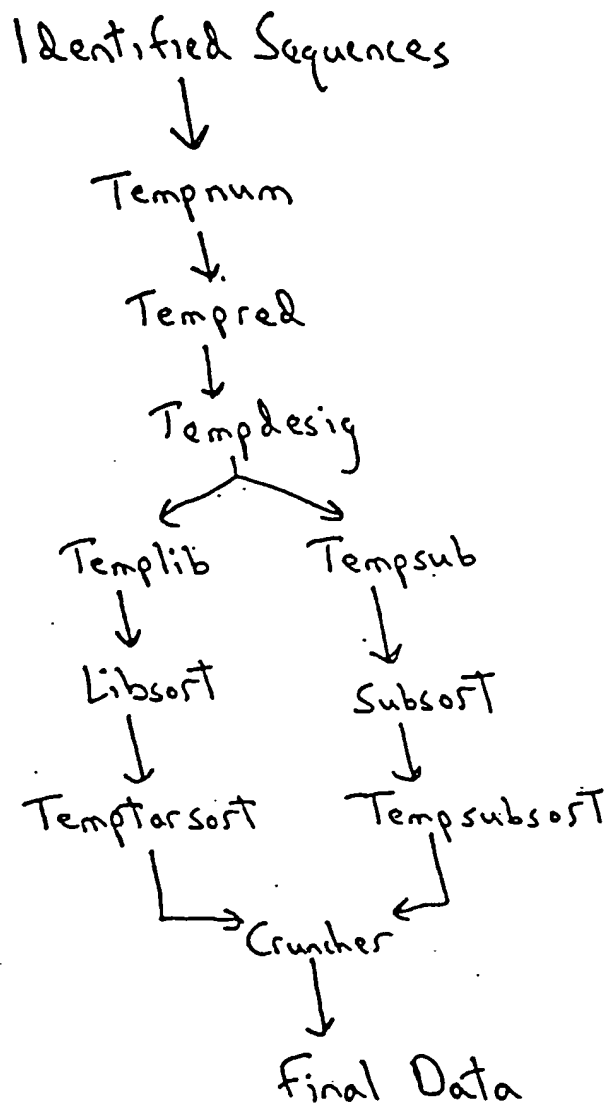 Identified Sequences
Tempnum
Tempred
Tempdesig
Templib Tempsub
Libsort Subsort
Temptarsort Tempsubsort
Cruncher
Final Data